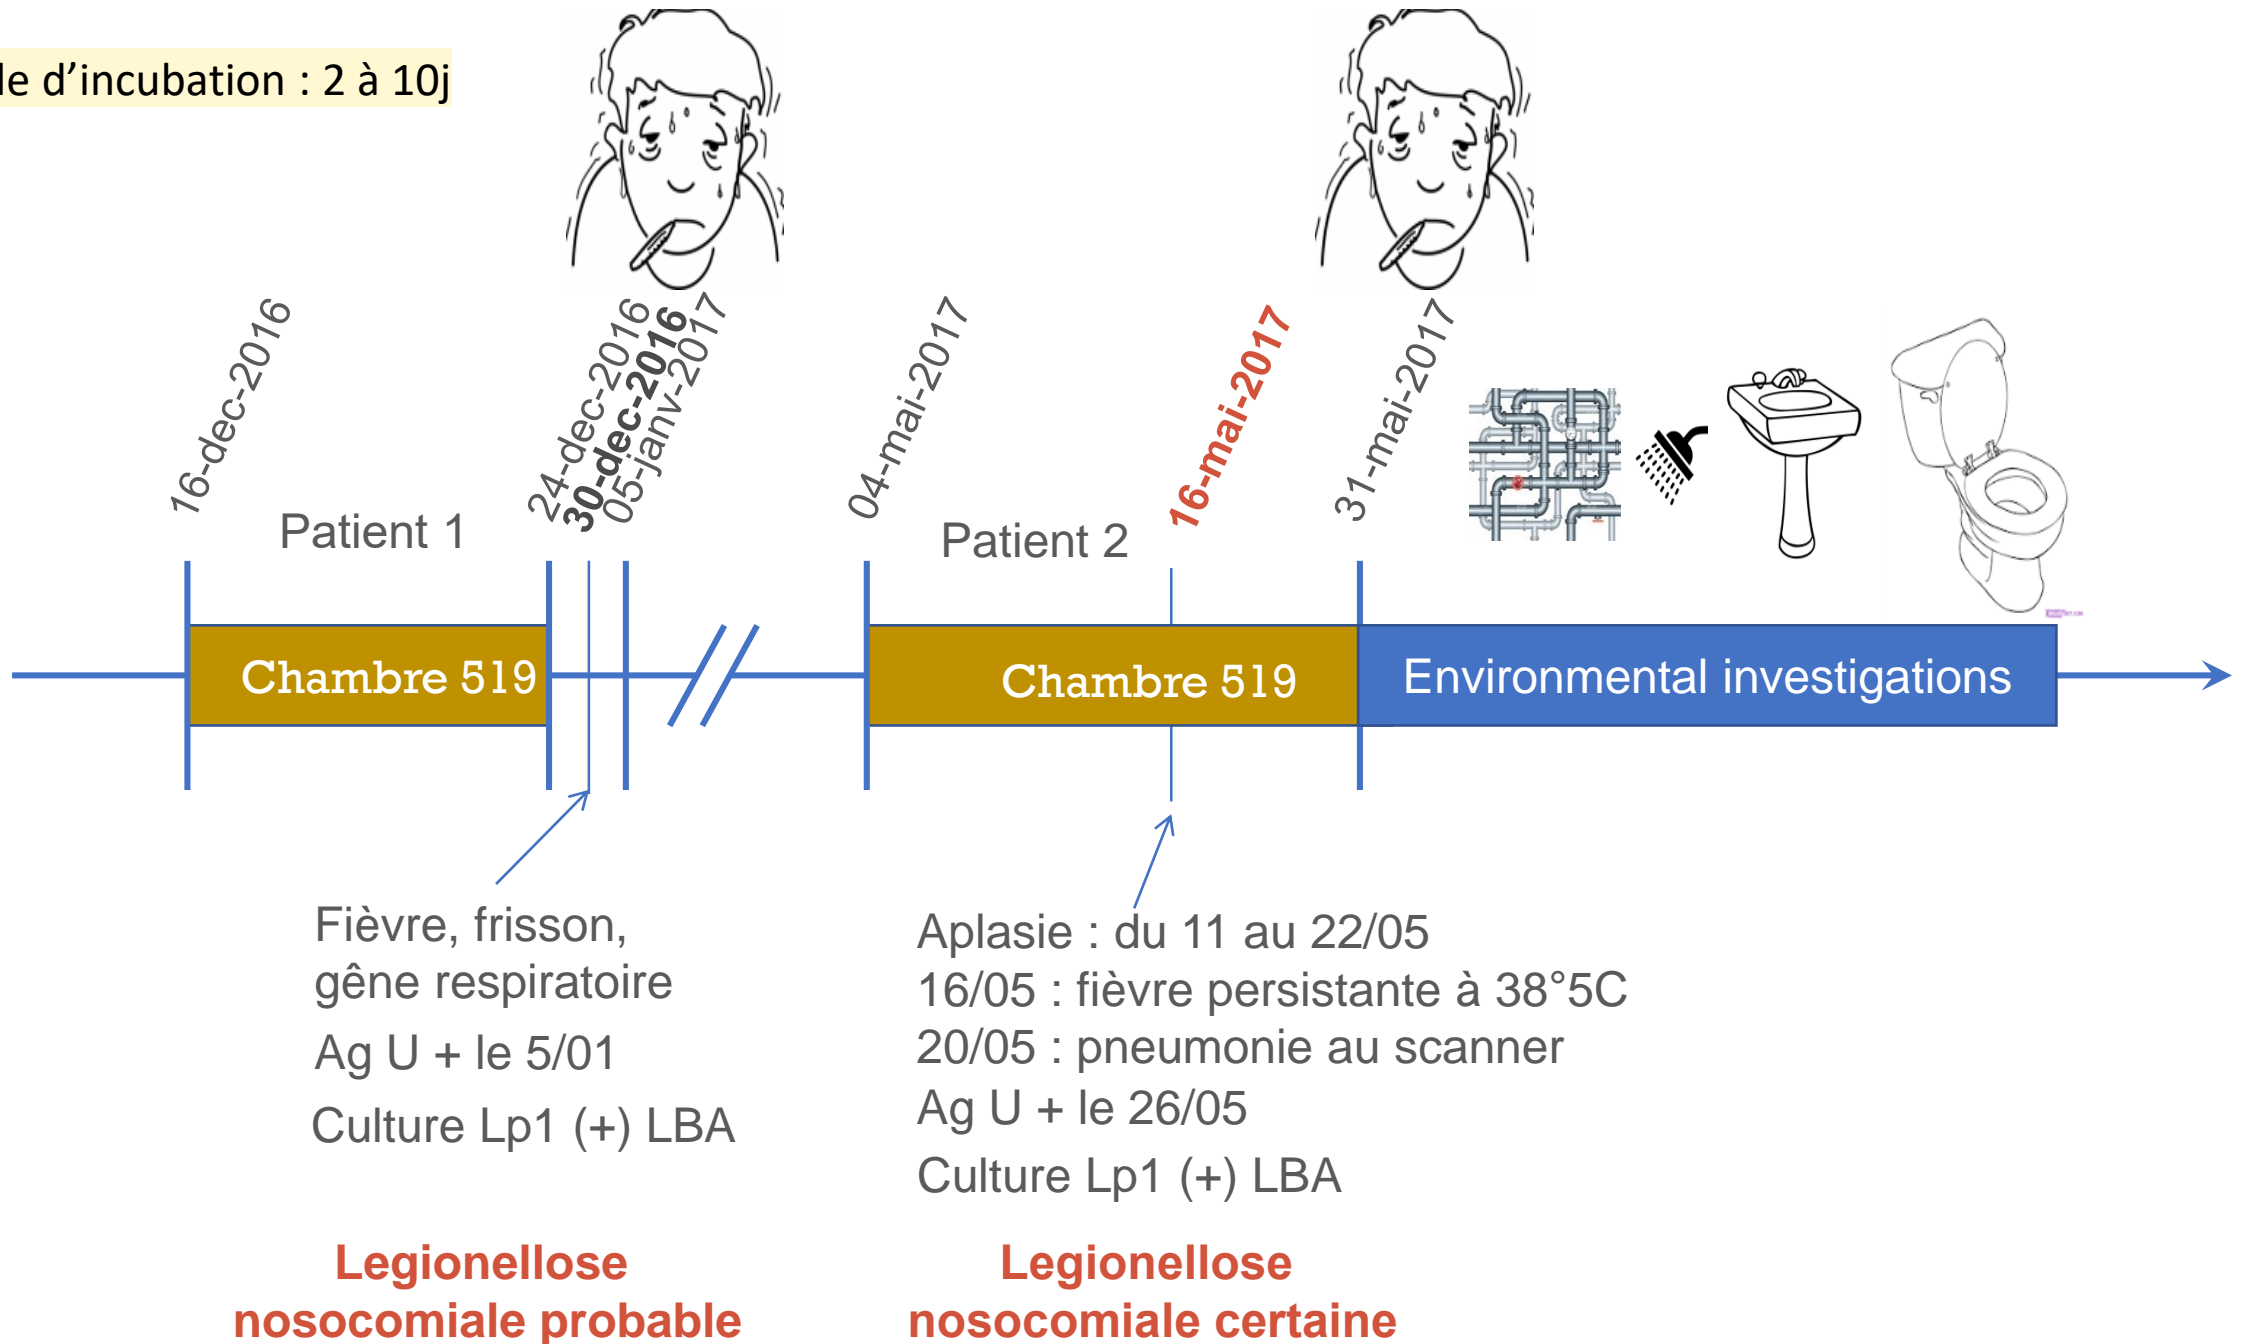 de d’incubation : 2 à 10j
16-dec-2016
24-dec-2016
30-dec-2016
05-janv-2017
04-mai-2017
16-mai-2017
31-mai-2017
Patient 1
Patient 2
Chambre 519
Chambre 519
Environmental investigations
Fièvre, frisson,
gêne respiratoire
Ag U + le 5/01
Culture Lp1 (+) LBA
Aplasie : du 11 au 22/05
16/05 : fièvre persistante à 38°5C
20/05 : pneumonie au scanner
Ag U + le 26/05
Culture Lp1 (+) LBA
Legionellose
nosocomiale probable
Legionellose
nosocomiale certaine